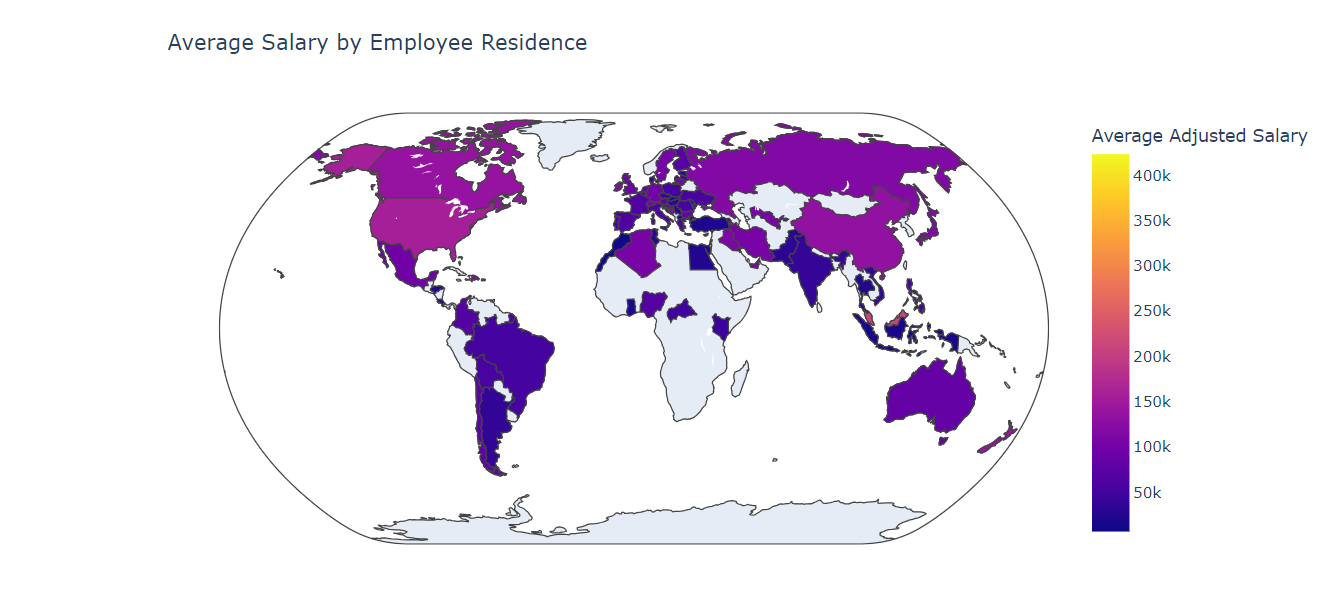 Average Salary by Employee Residence
Average Adjusted Salary
400k
350k
300k
250k
200k
150k
100k
50k